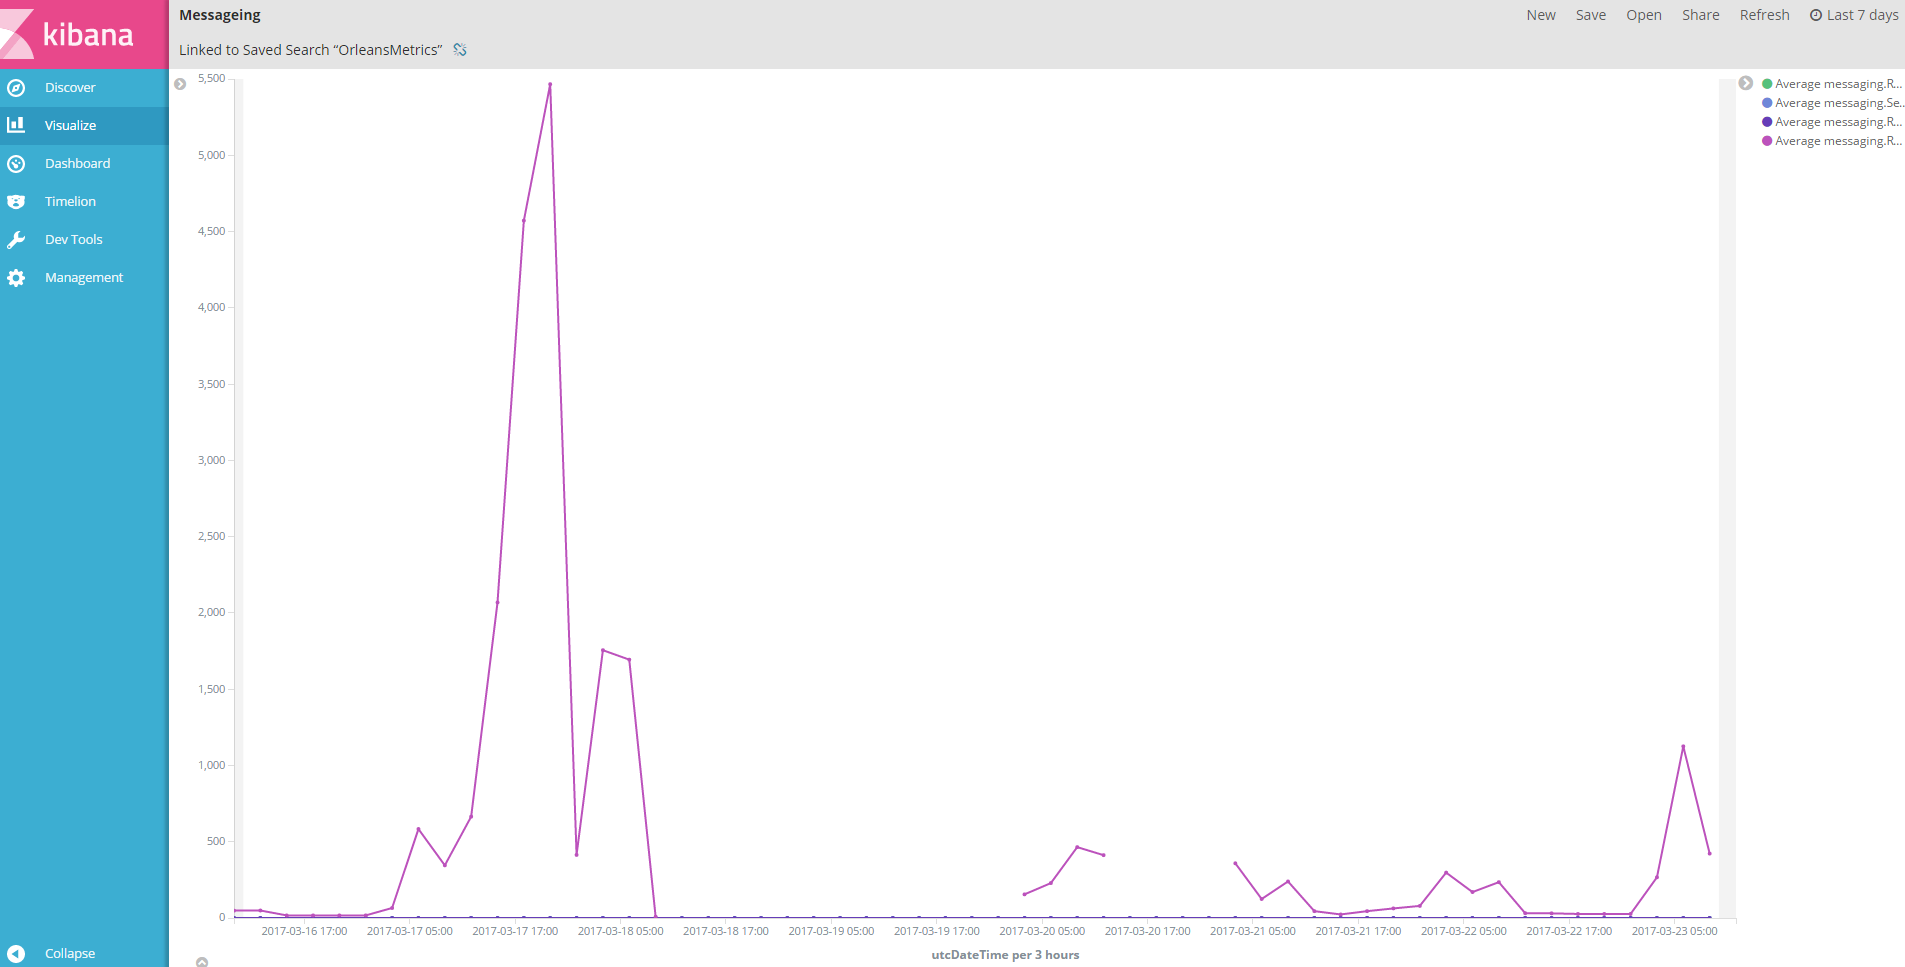 kibana
Discover
Visualize
Dashboard
Timelion
Dev Tools
Management
Collapse
Messageing
New Save Open Share Refresh Last 7 days
Linked to Saved Search “OrleansMetrics”
5,500
5,000
4,500
4,000
3,500
3,000
2,500
2,000
1,500
1,000
500
0
2017-03-16 17:00 2017-03-17 05:00 2017-03-17 17:00 2017-03-18 05:00 2017-03-18 17:00 2017-03-19 05:00 2017-03-19 17:00 2017-03-20 05:00 2017-03-20 17:00 2017-03-21 05:00 2017-03-21 17:00 2017-03-22 05:00 2017-03-22 17:00 2017-03-23 05:00
utcDateTime per 3 hours
Average messaging.R...
Average messaging.Se..
Average messaging.R...
Average messaging.R...